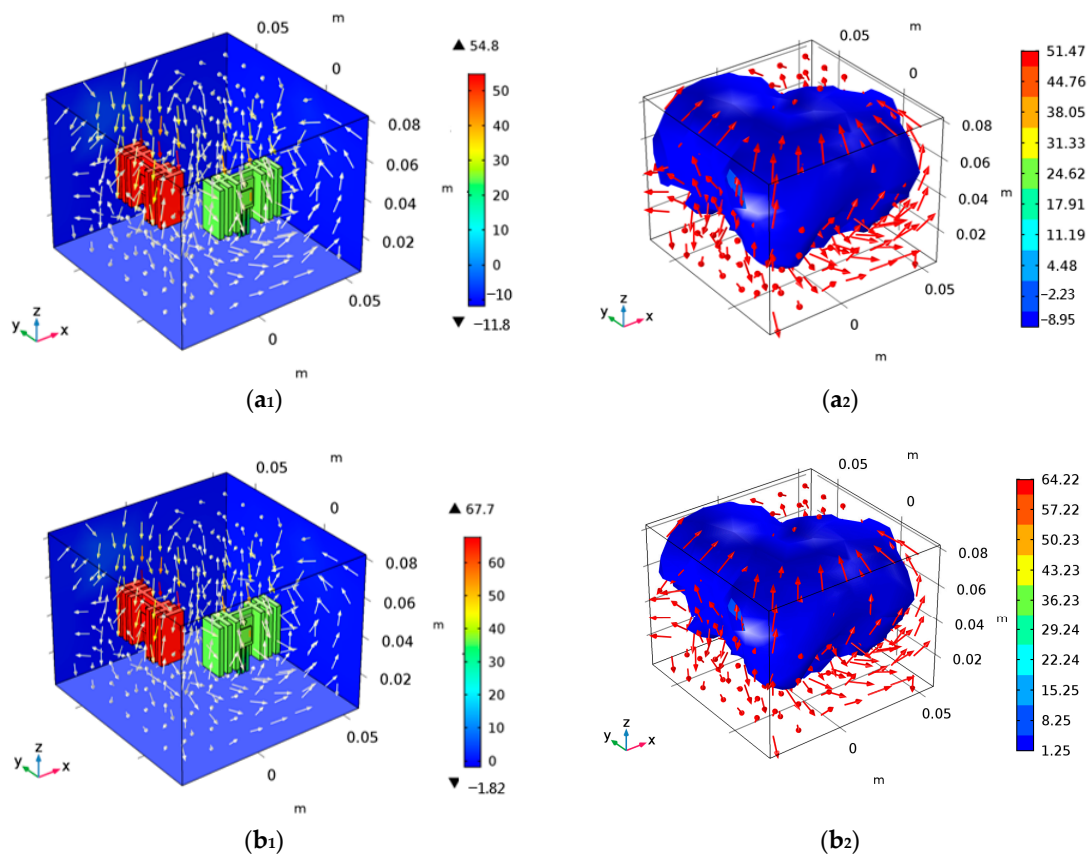 m
0.05
0
0.08
0.06
m
0.04
0.02
0.05
0
m
z
y
x
▲ 54.8
50
40
30
20
10
0
−10
▼ −11.8
(a1)
m
0.05
0
0.08
0.06
m
0.04
0.02
0.05
0
m
z
y
x
51.47
44.76
38.05
31.33
24.62
17.91
11.19
4.48
−2.23
−8.95
(a2)
m
0.05
0
0.08
0.06
m
0.04
0.02
0.05
0
m
z
y
x
▲ 67.7
60
50
40
30
20
10
0
▼ −1.82
(b1)
m
0.05
0
0.08
0.06
0.04
m
0.02
0.05
0
m
z
y
x
64.22
57.22
50.23
43.23
36.23
29.24
22.24
15.25
8.25
1.25
(b2)